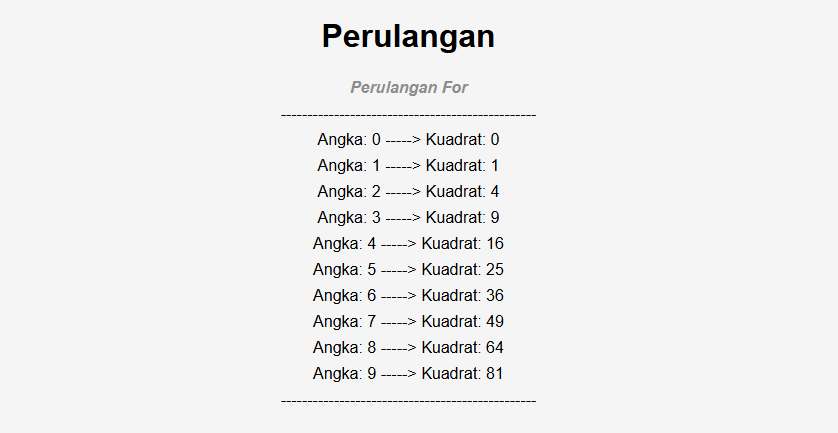 Perulangan
Perulangan For
---------------------------------------------------
Angka: 0 -----> Kuadrat: 0
Angka: 1 -----> Kuadrat: 1
Angka: 2 -----> Kuadrat: 4
Angka: 3 -----> Kuadrat: 9
Angka: 4 -----> Kuadrat: 16
Angka: 5 -----> Kuadrat: 25
Angka: 6 -----> Kuadrat: 36
Angka: 7 -----> Kuadrat: 49
Angka: 8 -----> Kuadrat: 64
Angka: 9 -----> Kuadrat: 81
---------------------------------------------------